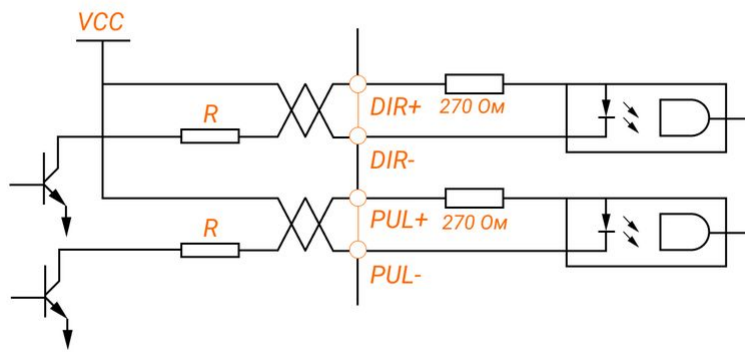 VCC
R
DIR+
270 Ом
DIR-
R
PUL+
270 Ом
PUL-